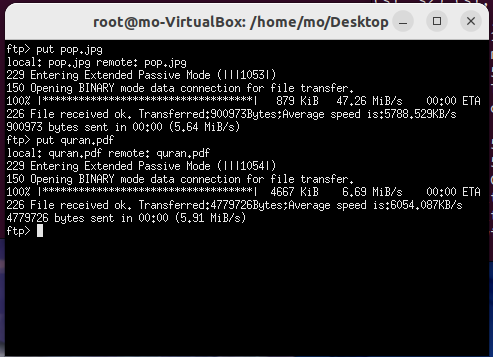 root@mo-VirtualBox: /home/mo/Desktop
ftp> put pop.jpg
local: pop.jpg remote: pop.jpg
229 Entering Extended Passive Mode (|||1053|)
150 Opening BINARY mode data connection for file transfer.
100% |***********************************| 879 KiB 47.26 MiB/s 00:00 ETA
226 File received ok. Transferred:900973Bytes;Average speed is:5788.529KB/s
900973 bytes sent in 00:00 (5.64 MiB/s)
ftp> put quran.pdf
local: quran.pdf remote: quran.pdf
229 Entering Extended Passive Mode (|||1054|)
150 Opening BINARY mode data connection for file transfer.
100% |***********************************| 4667 KiB 6.69 MiB/s 00:00 ETA
226 File received ok. Transferred:4779726Bytes;Average speed is:6054.087KB/s
4779726 bytes sent in 00:00 (5.91 MiB/s)
ftp>